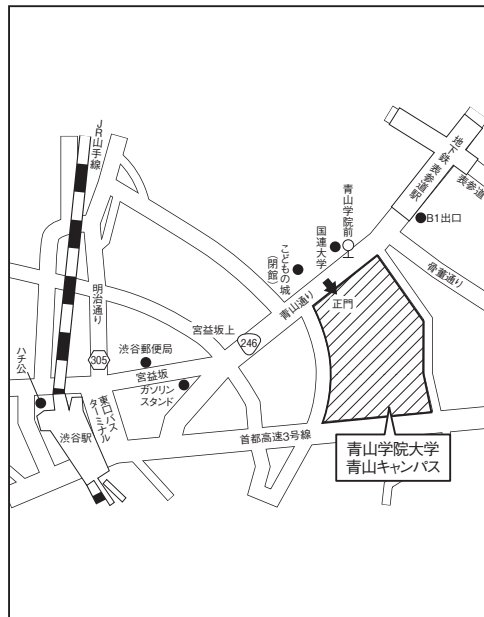 JR山手線
地下鉄 表参道駅
表参道
B1出口
青山学院前
国連大学
こどもの城
(閉館)
骨董通り
青山通り
正門
明治通り
宮益坂上
246
渋谷郵便局
305
宮益坂
ガソリン
スタンド
ハチ公
東口バス
ターミナル
渋谷駅
首都高速3号線
青山学院大学
青山キャンパス